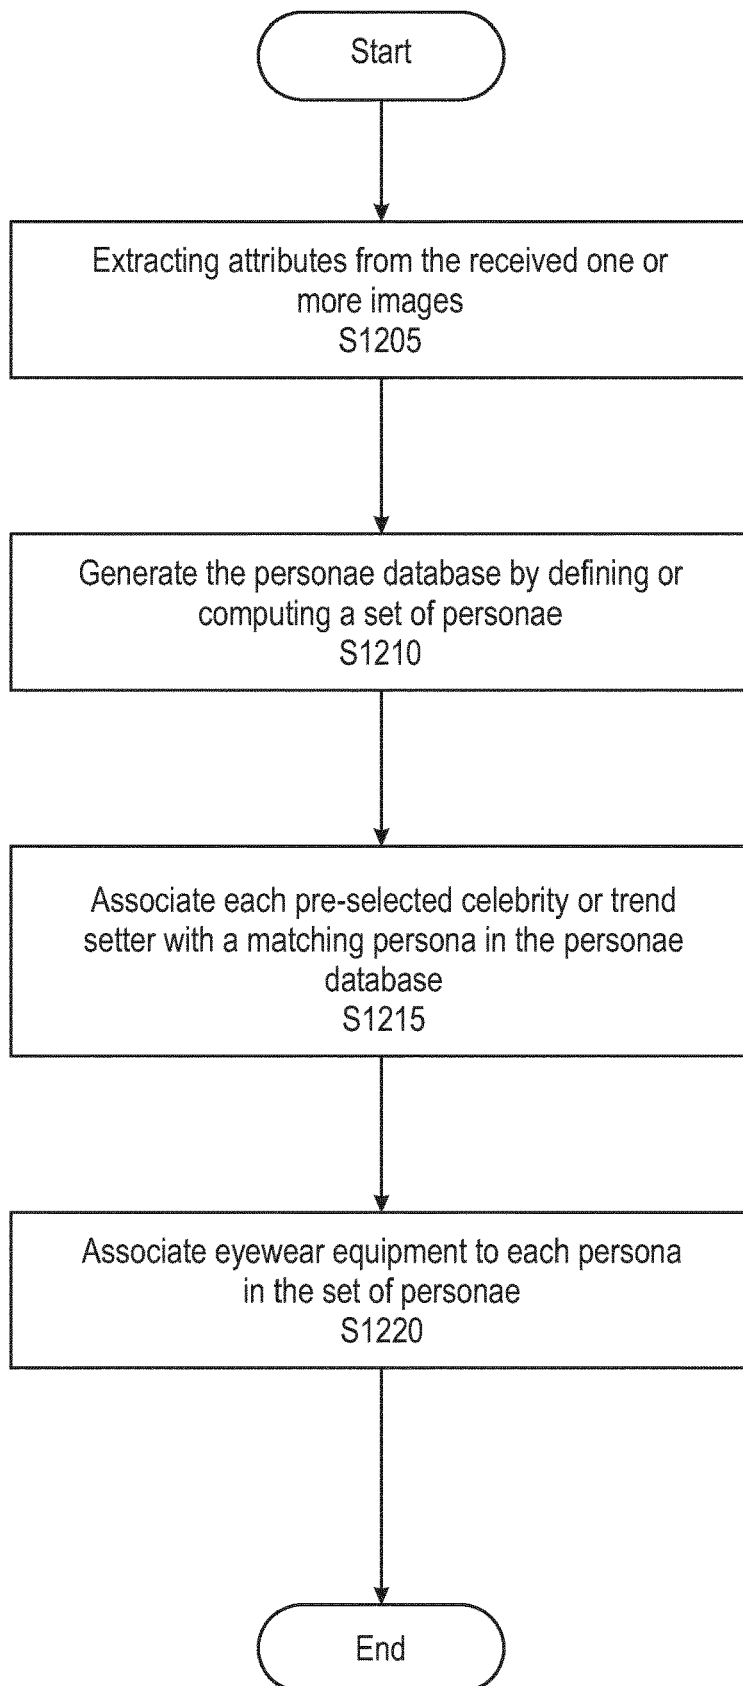 Start
Extracting attributes from the received one or
more images
S1205
Generate the personae database by defining or
computing a set of personae
S1210
Associate each pre-selected celebrity or trend
setter with a matching persona in the personae
database
S1215
Associate eyewear equipment to each persona
in the set of personae
S1220
End